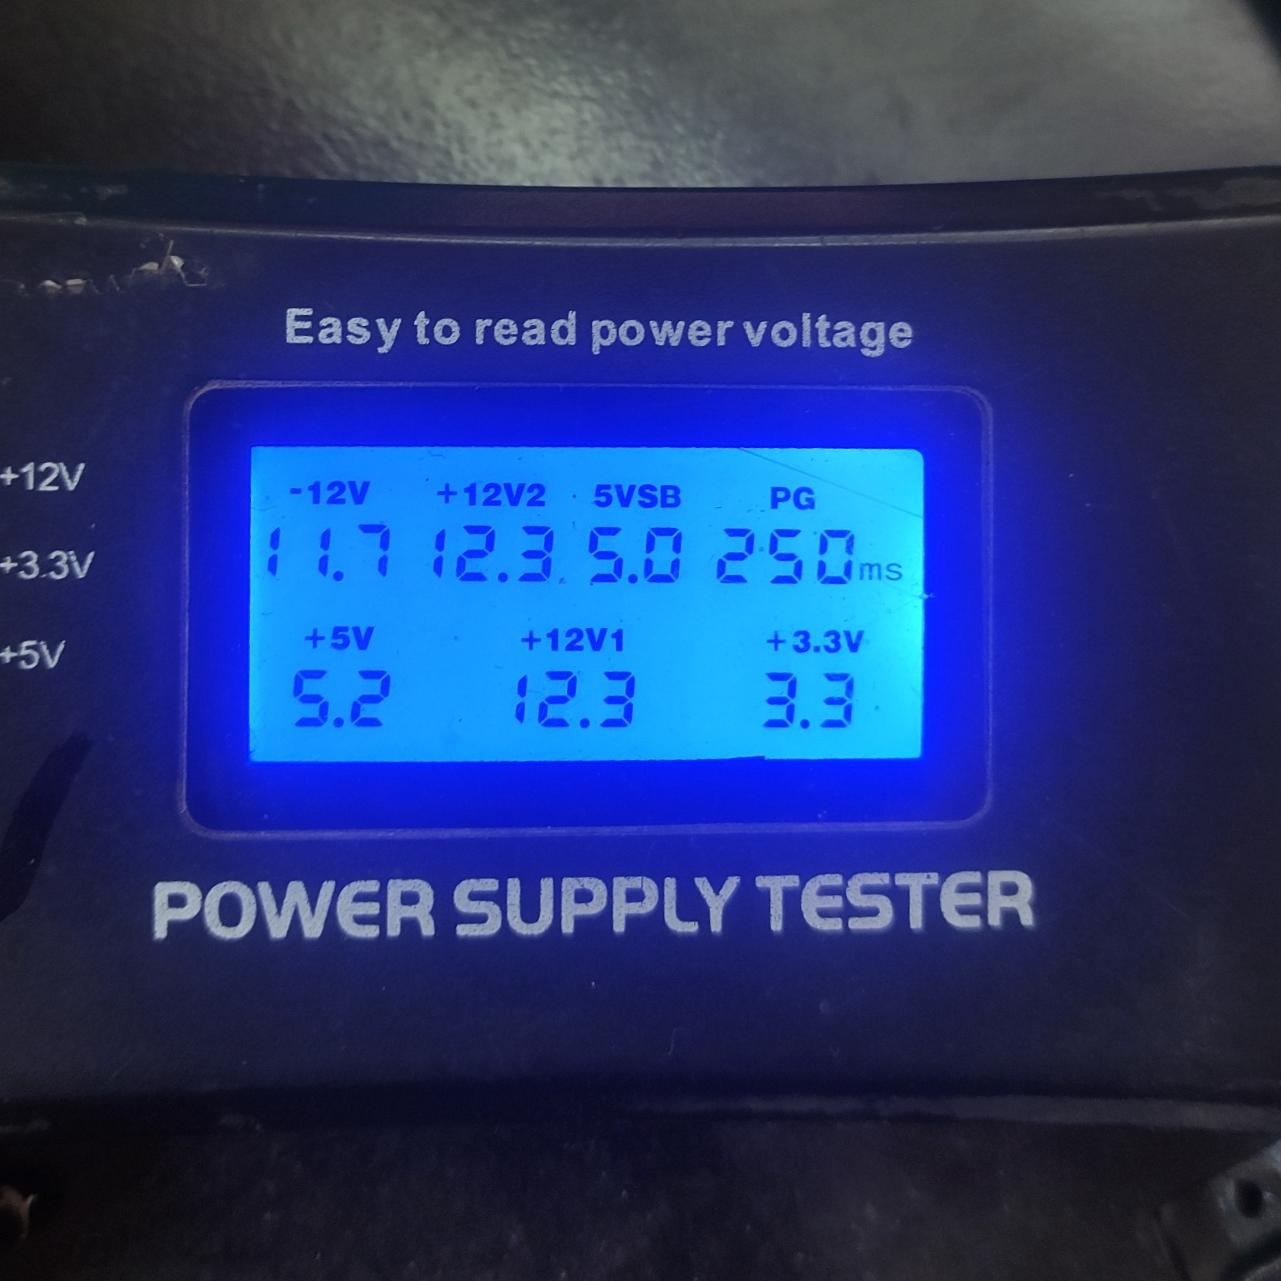 Easy to read power voltage
+12V
+3.3V
+5V
-12V +12V2 5VSB PG
11.7 12.3 5.0 250ms
+5V +12V1 +3.3V
5.2 12.3 3.3
POWER SUPPLY TESTER